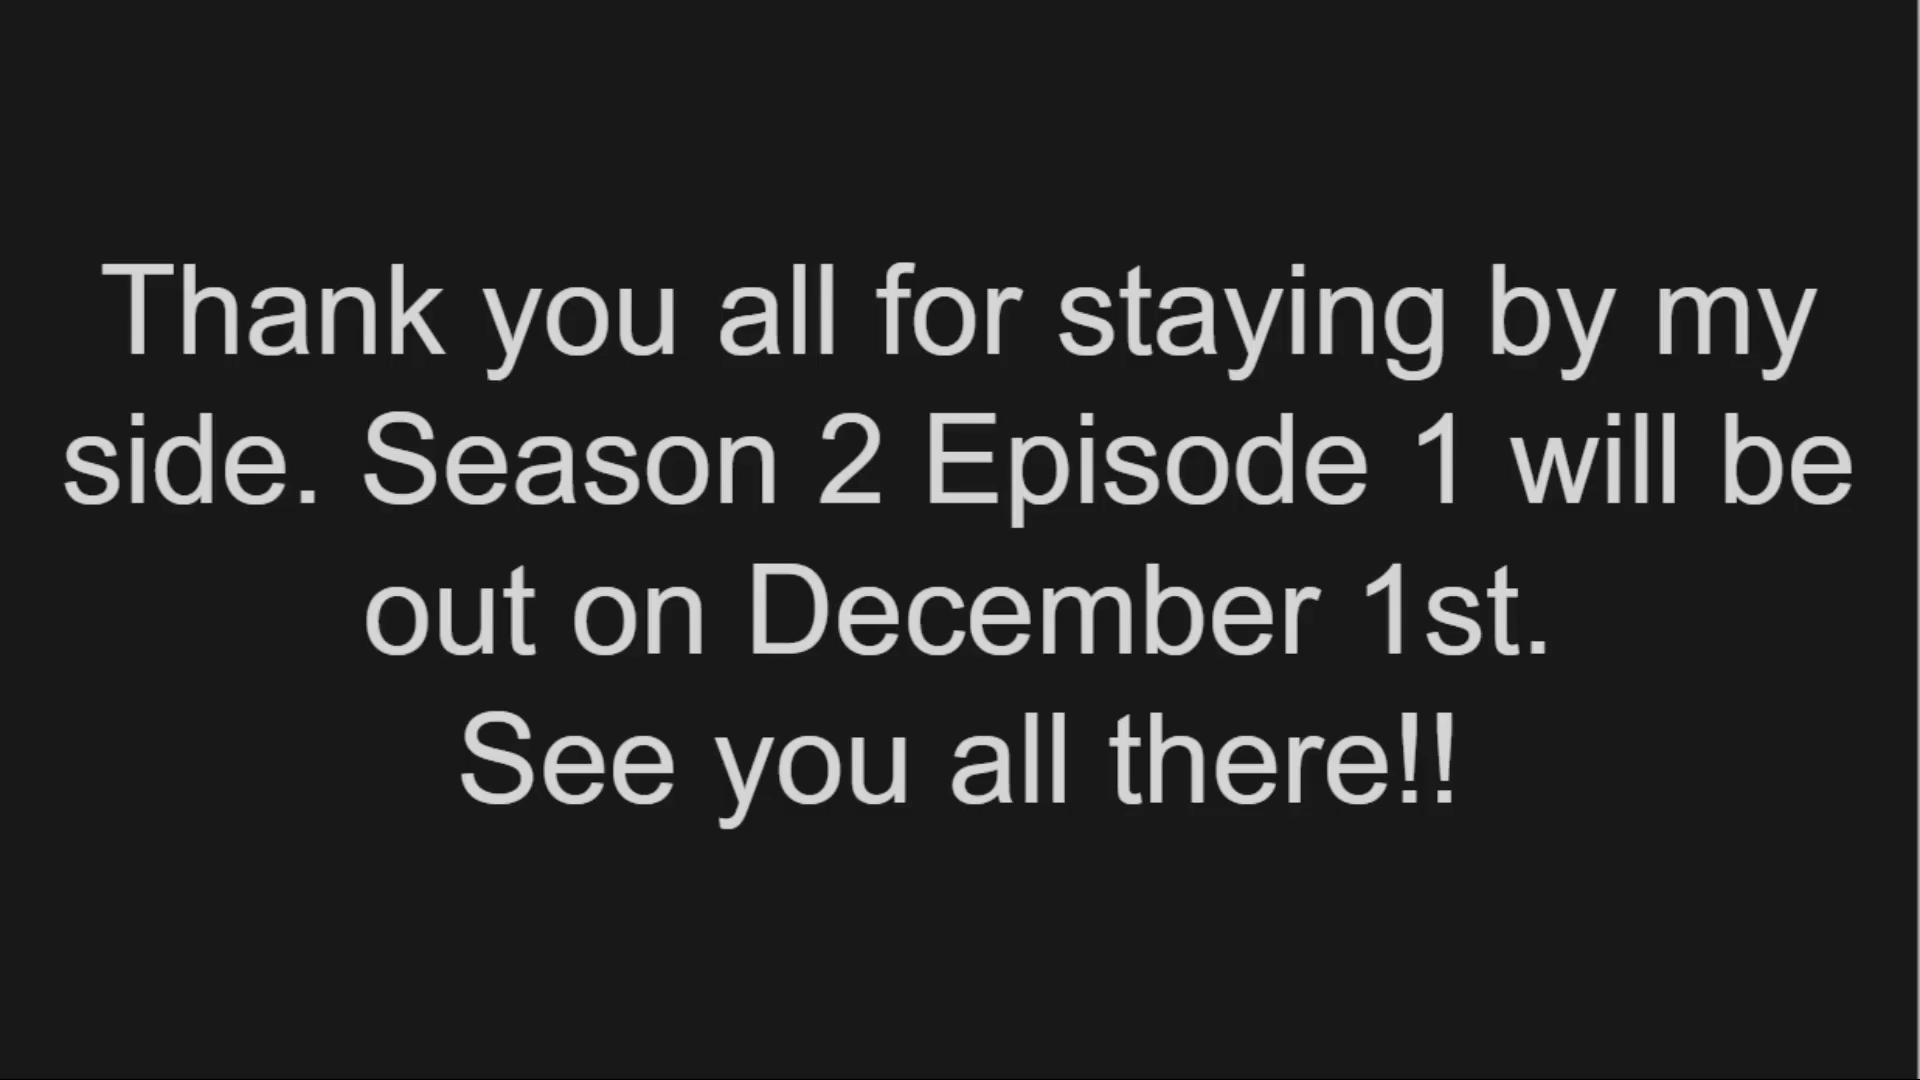 Thank you all for staying by my
side. Season 2 Episode 1 will be
out on December 1st.
See you all there!!